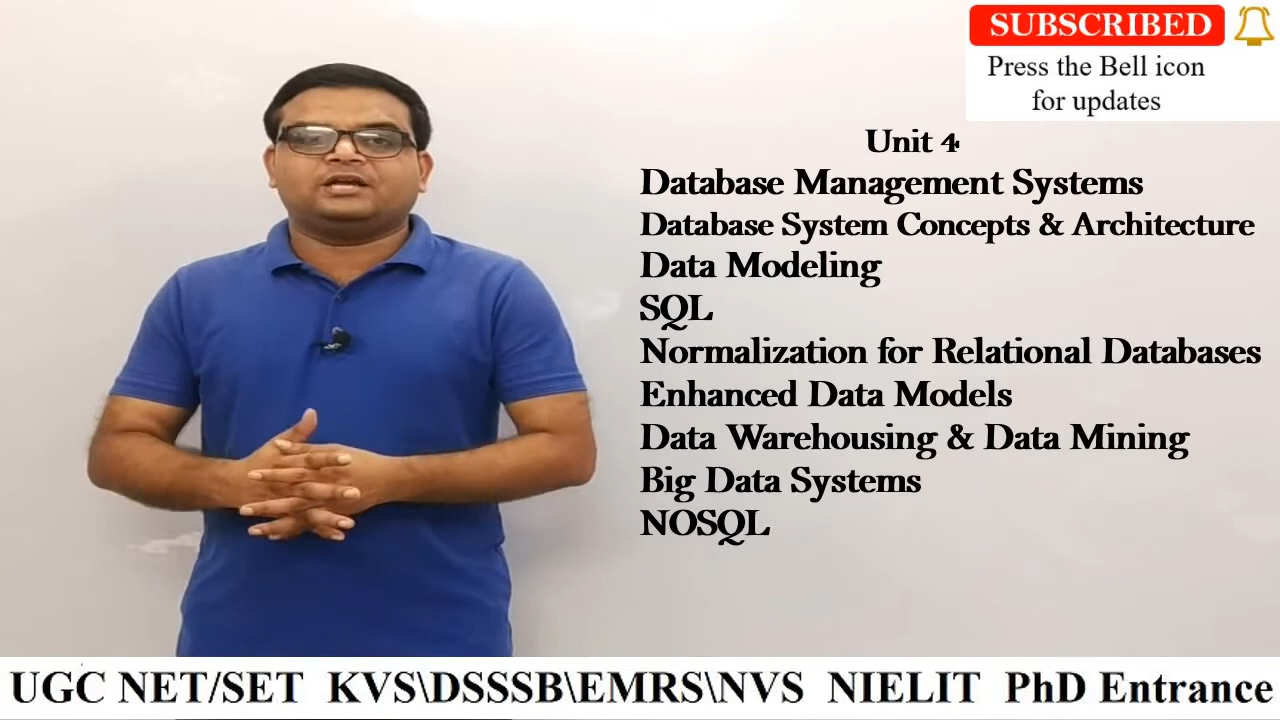 SUBSCRIBED
Press the Bell icon
for updates
Unit 4
Database Management Systems
Database System Concepts & Architecture
Data Modeling
SQL
Normalization for Relational Databases
Enhanced Data Models
Data Warehousing & Data Mining
Big Data Systems
NOSQL
UGC NET/SET KVS\DSSSB\EMRS\NVS NIELIT PhD Entrance